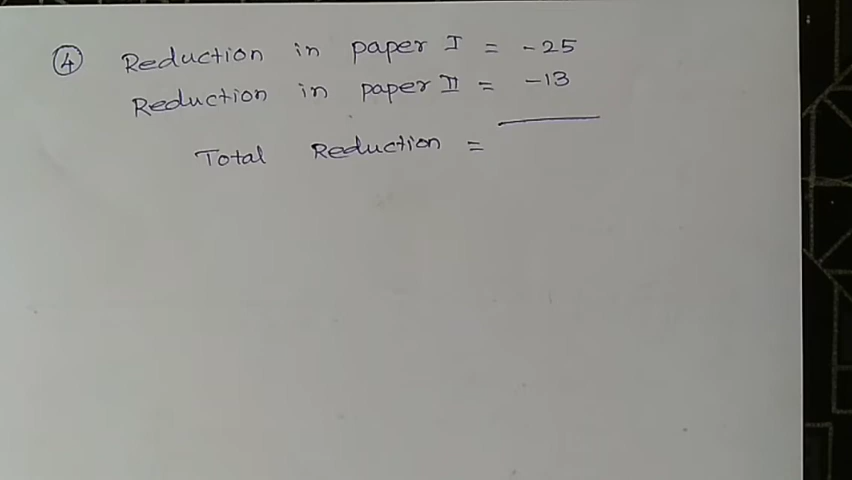 ④ Reduction in paper I = -25
Reduction in paper II = -13
Total Reduction =